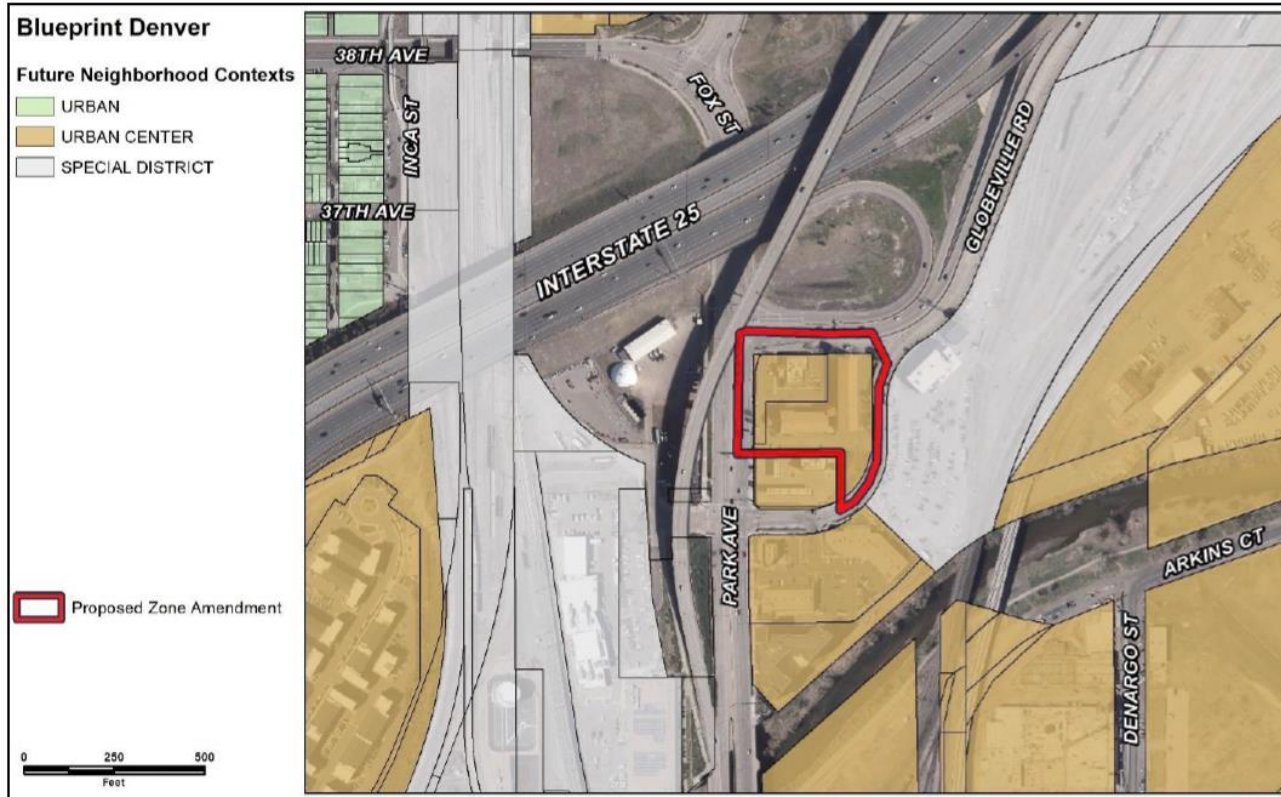 Blueprint Denver
Future Neighborhood Contexts
URBAN
URBAN CENTER
SPECIAL DISTRICT
Proposed Zone Amendment
0 250 500
Feet
38TH AVE
INCA ST
37TH AVE
FOX ST
INTERSTATE 25
GLOBEVILLE RD
PARK AVE
ARKINS CT
DENARGO ST